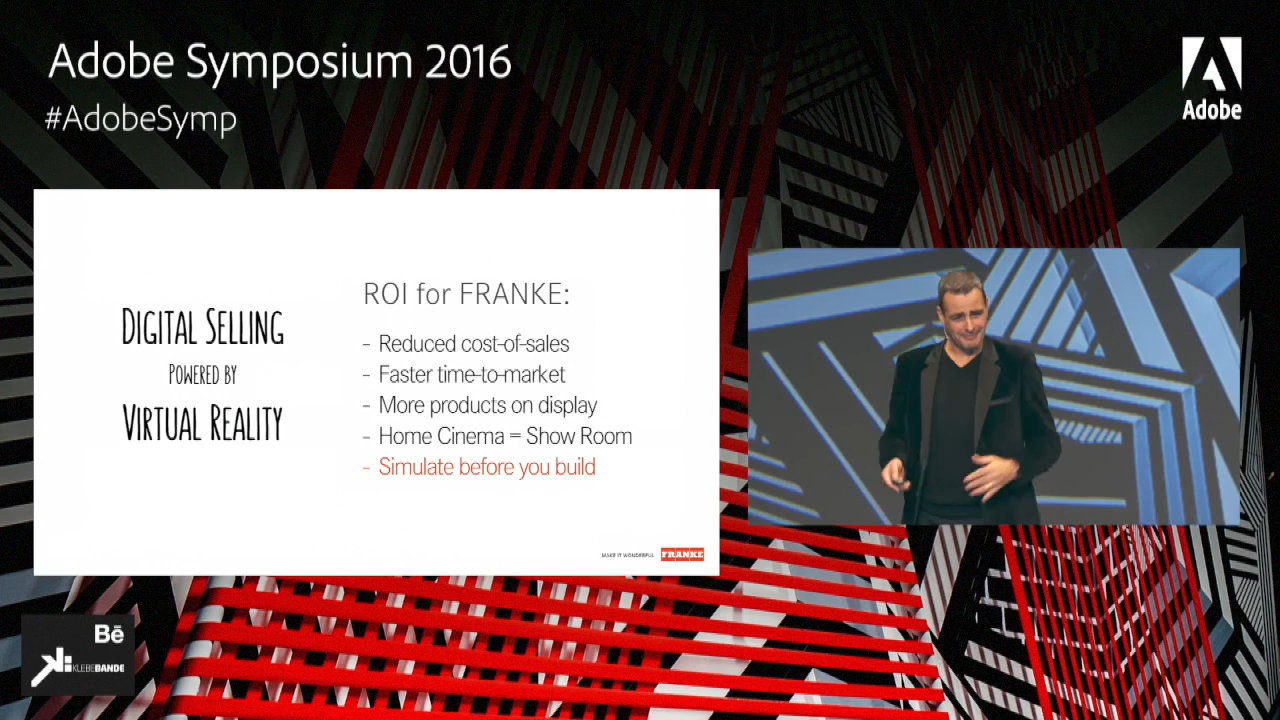 Adobe Symposium 2016
#AdobeSymp
Adobe
DIGITAL SELLING
POWERED BY
VIRTUAL REALITY
ROI for FRANKE:
- Reduced cost-of-sales
- Faster time-to-market
- More products on display
- Home Cinema = Show Room
- Simulate before you build
MAKE IT WONDERFUL
FRANKE
Bē
KLEBEBANDE